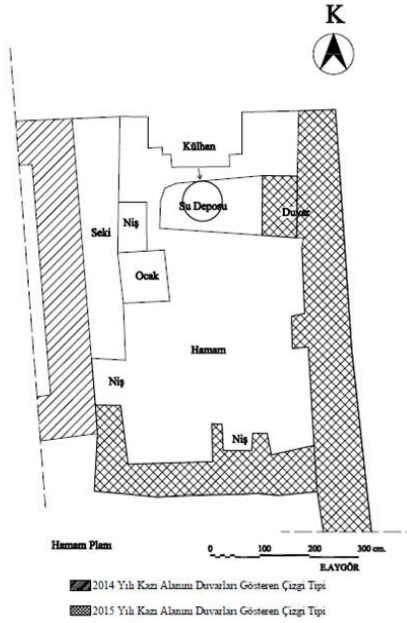 K
Külhan
Su Deposu
Duvar
Niş
Seki
Ocak
Hamam
Niş
Niş
Hamam Planı
0 100 200 300 cm.
E.AYGÖR
2014 Yılı Kazı Alanını Duvarları Gösteren Çizgi Tipi
2015 Yılı Kazı Alanını Duvarları Gösteren Çizgi Tipi